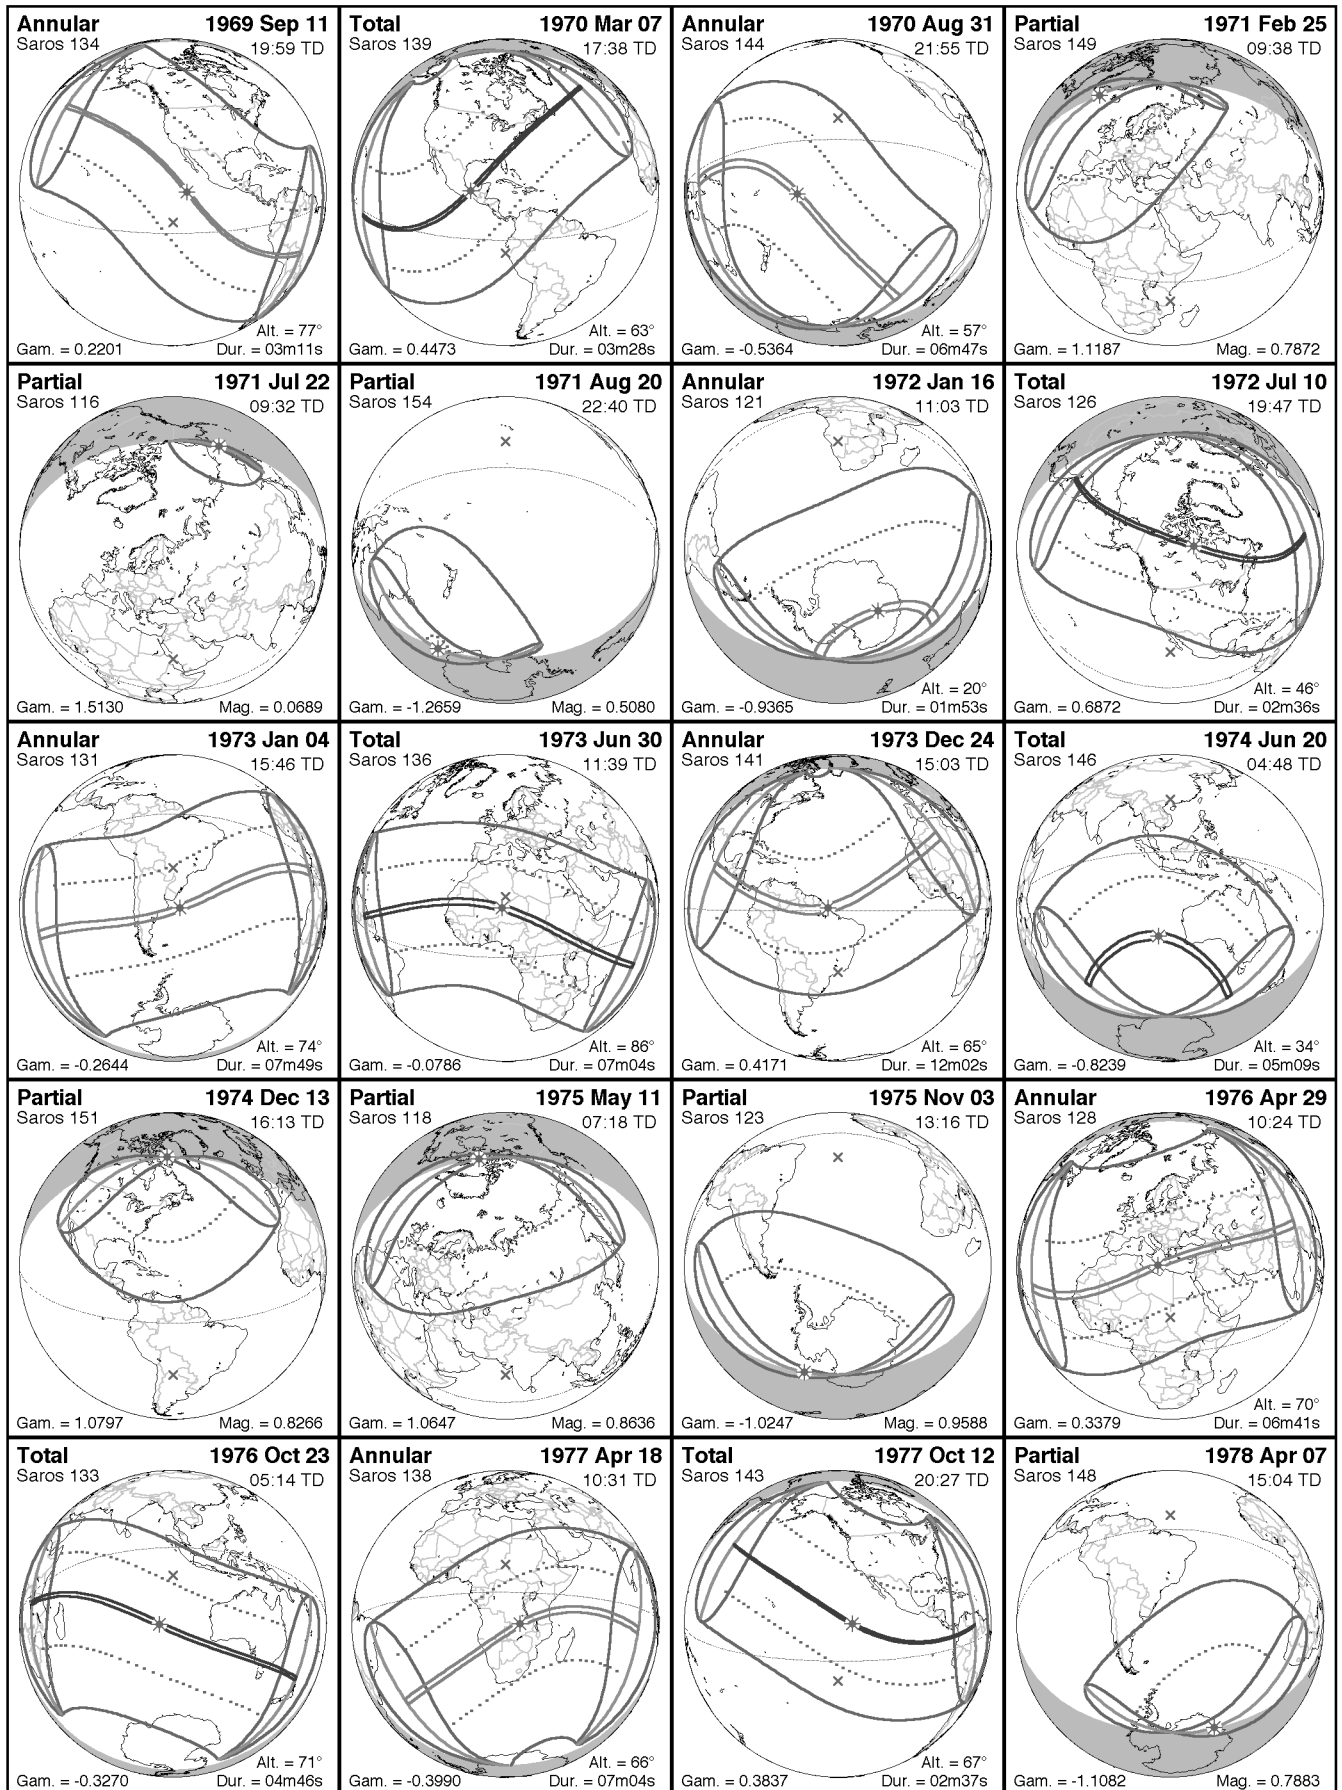 Annular 1969 Sep 11
Saros 134 19:59 TD
Alt. = 77°
Gam. = 0.2201 Dur. = 03m11s
Total 1970 Mar 07
Saros 139 17:38 TD
Alt. = 63°
Gam. = 0.4473 Dur. = 03m28s
Annular 1970 Aug 31
Saros 144 21:55 TD
Alt. = 57°
Gam. = -0.5364 Dur. = 06m47s
Partial 1971 Feb 25
Saros 149 09:38 TD
Gam. = 1.1187 Mag. = 0.7872
Partial 1971 Jul 22
Saros 116 09:32 TD
Gam. = 1.5130 Mag. = 0.0689
Partial 1971 Aug 20
Saros 154 22:40 TD
Gam. = -1.2659 Mag. = 0.5080
Annular 1972 Jan 16
Saros 121 11:03 TD
Alt. = 20°
Gam. = -0.9365 Dur. = 01m53s
Total 1972 Jul 10
Saros 126 19:47 TD
Alt. = 46°
Gam. = 0.6872 Dur. = 02m36s
Annular 1973 Jan 04
Saros 131 15:46 TD
Alt. = 74°
Gam. = -0.2644 Dur. = 07m49s
Total 1973 Jun 30
Saros 136 11:39 TD
Alt. = 86°
Gam. = -0.0786 Dur. = 07m04s
Annular 1973 Dec 24
Saros 141 15:03 TD
Alt. = 65°
Gam. = 0.4171 Dur. = 12m02s
Total 1974 Jun 20
Saros 146 04:48 TD
Alt. = 34°
Gam. = -0.8239 Dur. = 05m09s
Partial 1974 Dec 13
Saros 151 16:13 TD
Gam. = 1.0797 Mag. = 0.8266
Partial 1975 May 11
Saros 118 07:18 TD
Gam. = 1.0647 Mag. = 0.8636
Partial 1975 Nov 03
Saros 123 13:16 TD
Gam. = -1.0247 Mag. = 0.9588
Annular 1976 Apr 29
Saros 128 10:24 TD
Alt. = 70°
Gam. = 0.3379 Dur. = 06m41s
Total 1976 Oct 23
Saros 133 05:14 TD
Alt. = 71°
Gam. = -0.3270 Dur. = 04m46s
Annular 1977 Apr 18
Saros 138 10:31 TD
Alt. = 66°
Gam. = -0.3990 Dur. = 07m04s
Total 1977 Oct 12
Saros 143 20:27 TD
Alt. = 67°
Gam. = 0.3837 Dur. = 02m37s
Partial 1978 Apr 07
Saros 148 15:04 TD
Gam. = -1.1082 Mag. = 0.7883